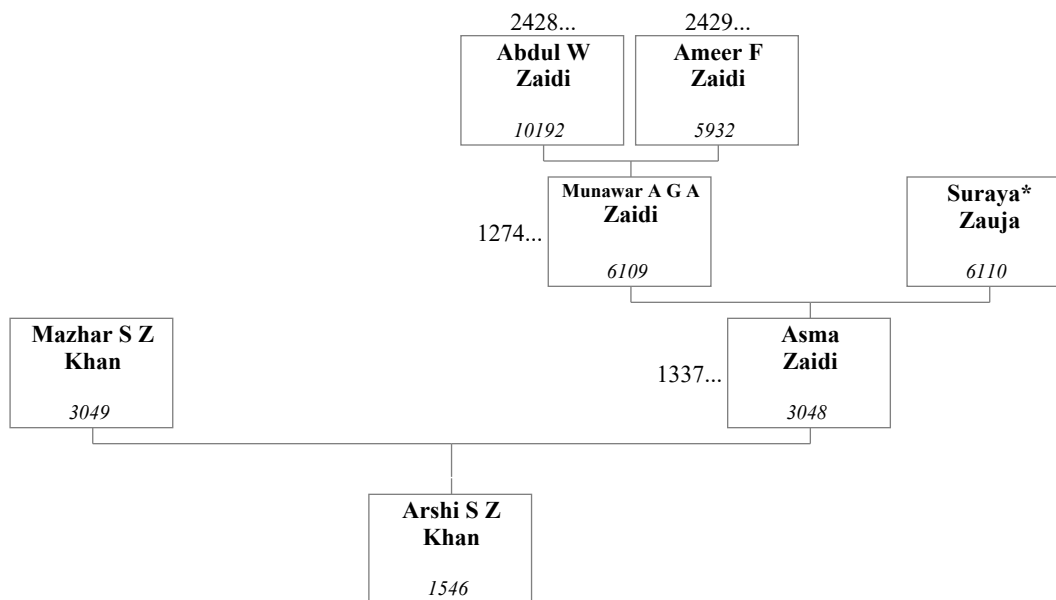 2428...
2429...
Abdul W
Zaidi
10192
Ameer F
Zaidi
5932
1274...
Munawar A G A
Zaidi
6109
Suraya*
Zauja
6110
Mazhar S Z
Khan
3049
1337...
Asma
Zaidi
3048
Arshi S Z
Khan
1546